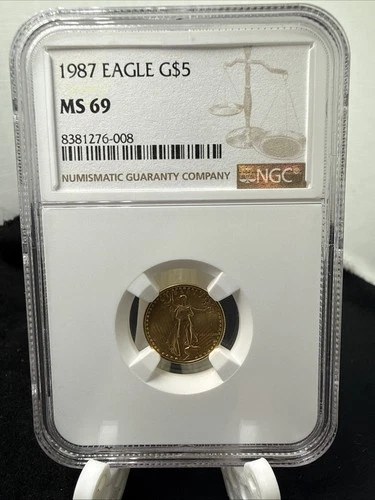 1987 EAGLE G$5
MS 69
8381276-008
NUMISMATIC GUARANTY COMPANY
NGC